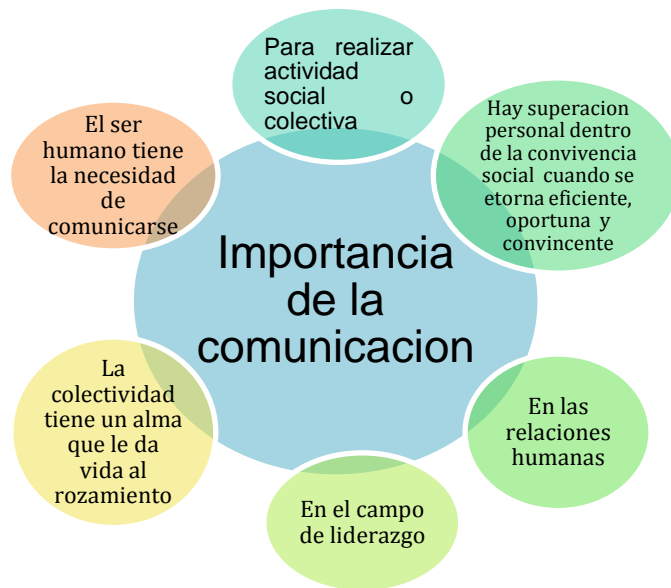 Para realizar
actividad
social o
colectiva
Hay superacion
personal dentro
de la convivencia
social cuando se
etorna eficiente,
oportuna y
convincente
En las
relaciones
humanas
En el campo
de liderazgo
La
colectividad
tiene un alma
que le da
vida al
rozamiento
El ser
humano tiene
la necesidad
de
comunicarse
Importancia
de la
comunicacion